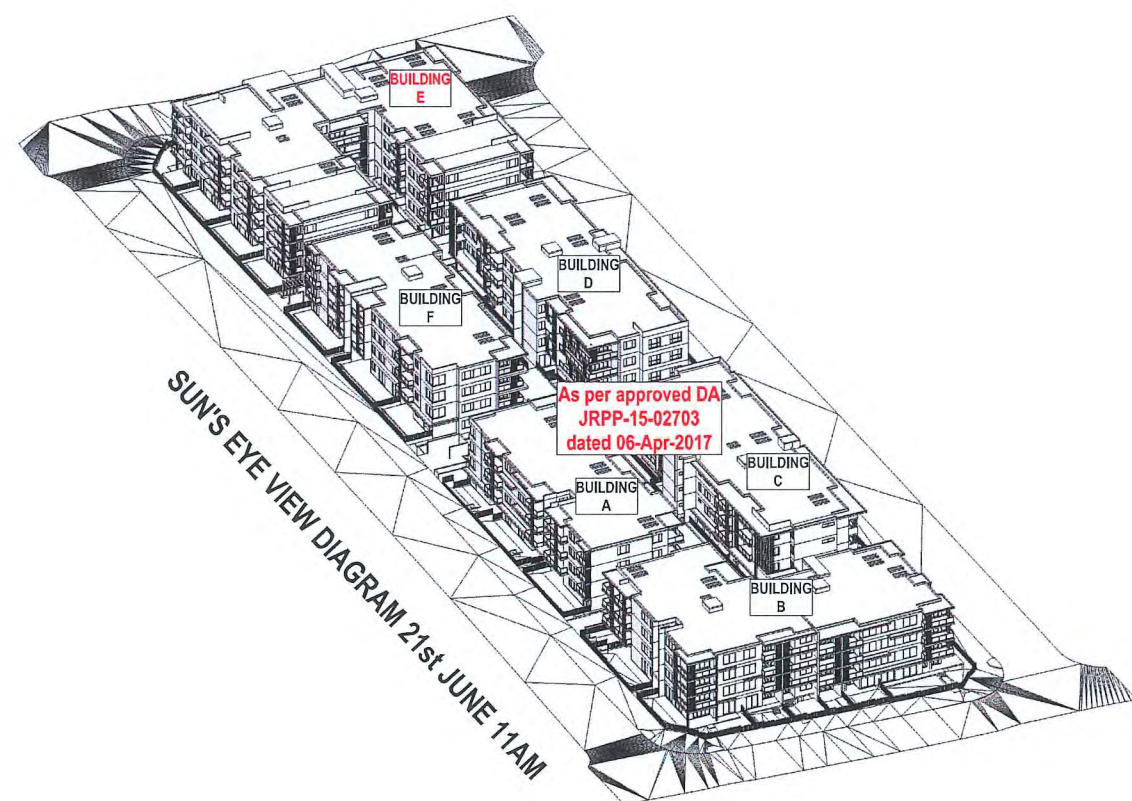 BUILDING
E
BUILDING
D
BUILDING
F
As per approved DA
JRPP-15-02703
dated 06-Apr-2017
BUILDING
C
BUILDING
A
BUILDING
B
SUN'S EYE VIEW DIAGRAM 21st JUNE 11AM